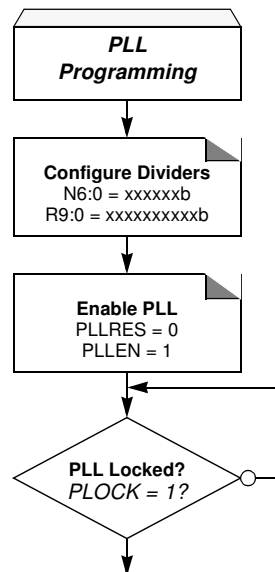 PLL
Programming
Configure Dividers
N6:0 = xxxxxxb
R9:0 = xxxxxxxxxxb
Enable PLL
PLLRES = 0
PLLEN = 1
PLL Locked?
PLOCK = 1?